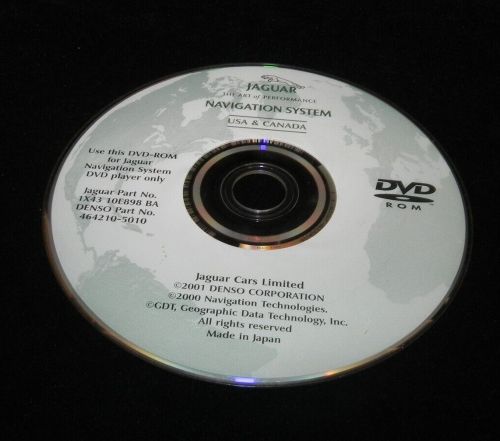 JAGUAR
THE ART of PERFORMANCE
NAVIGATION SYSTEM
USA & CANADA
Use this DVD-ROM
for Jaguar
Navigation System
DVD player only
Jaguar Part No.
1X43 10E898 BA
DENSO Part No.
464210-5010
DVD
ROM
Jaguar Cars Limited
©2001 DENSO CORPORATION
©2000 Navigation Technologies.
©GDT, Geographic Data Technology, Inc.
All rights reserved
Made in Japan